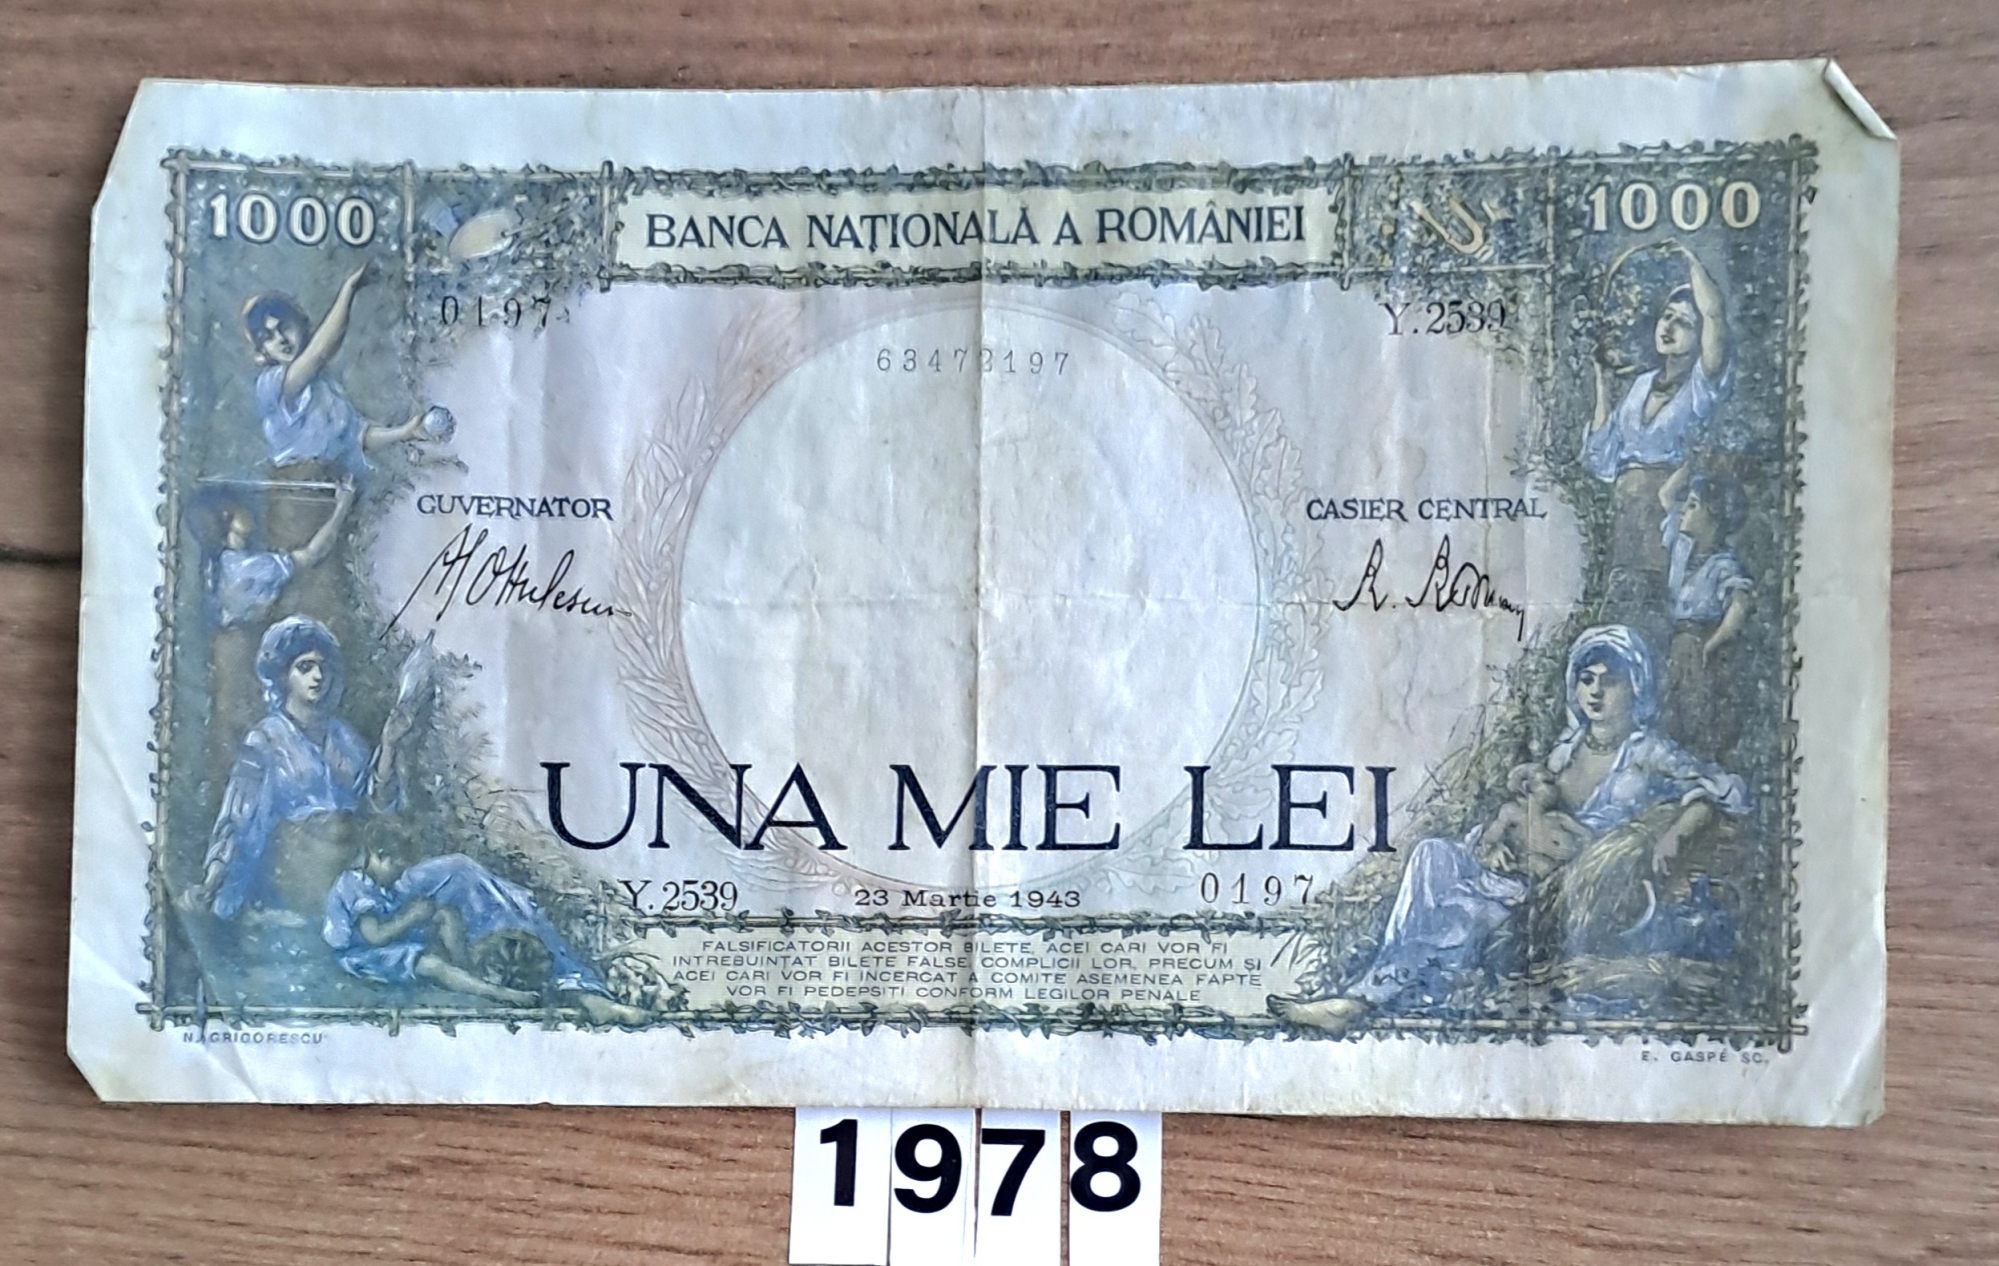 1000
BANCA NAȚIONALĂ A ROMÂNIEI
1000
0197
Y.2539
63473197
GUVERNATOR
CASIER CENTRAL
UNA MIE LEI
Y.2539
23 Martie 1943
0197
FALSIFICATORII ACESTOR BILETE, ACEI CARI VOR FI
INTREBUINTAT BILETE FALSE, COMPLICII LOR, PRECUM ȘI
ACEI CARI VOR FI INCERCAT A COMITE ASEMENEA FAPTE
VOR FI PEDEPSITI CONFORM LEGILOR PENALE
N. GRIGORESCU
E. GASPÉ SC.
1978